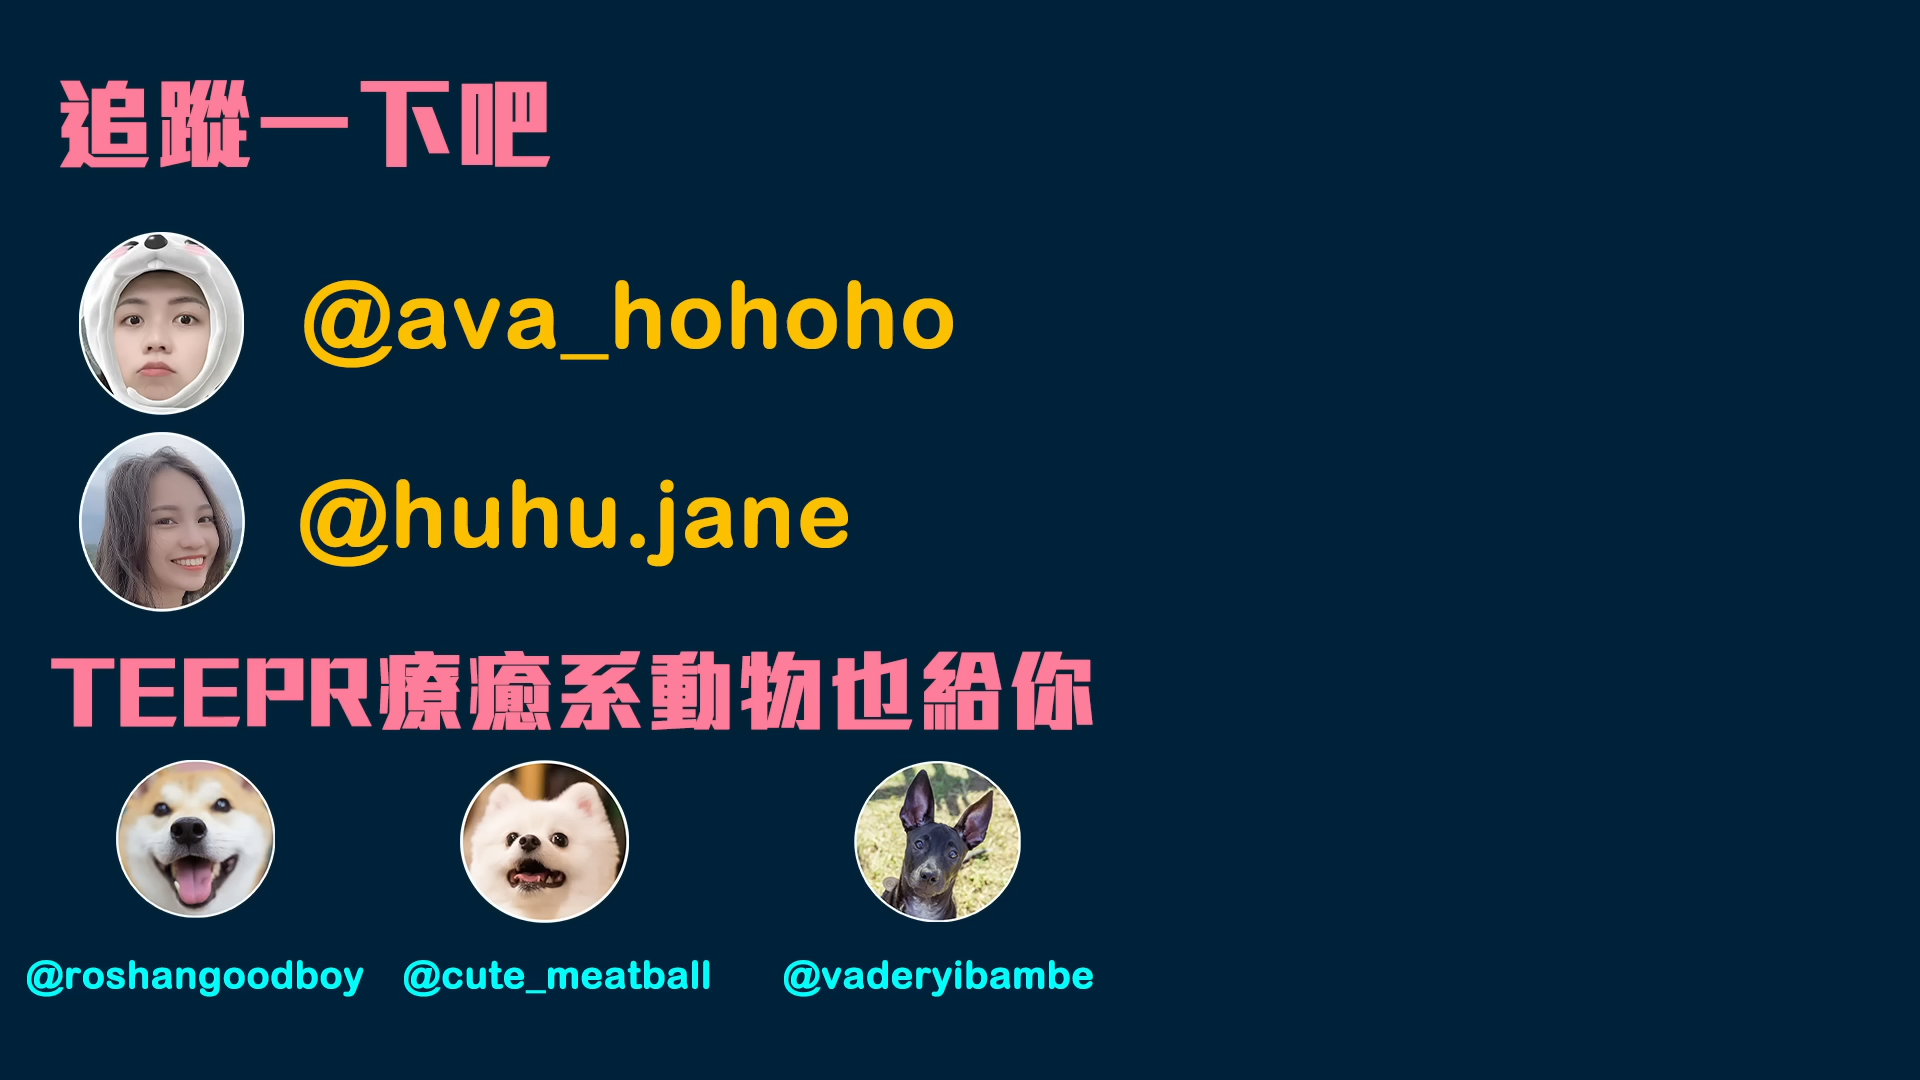 追蹤一下吧
@ava_hohoho
@huhu.jane
TEEPR療癒系動物也給你
@roshangoodboy @cute_meatball @vaderyibambe